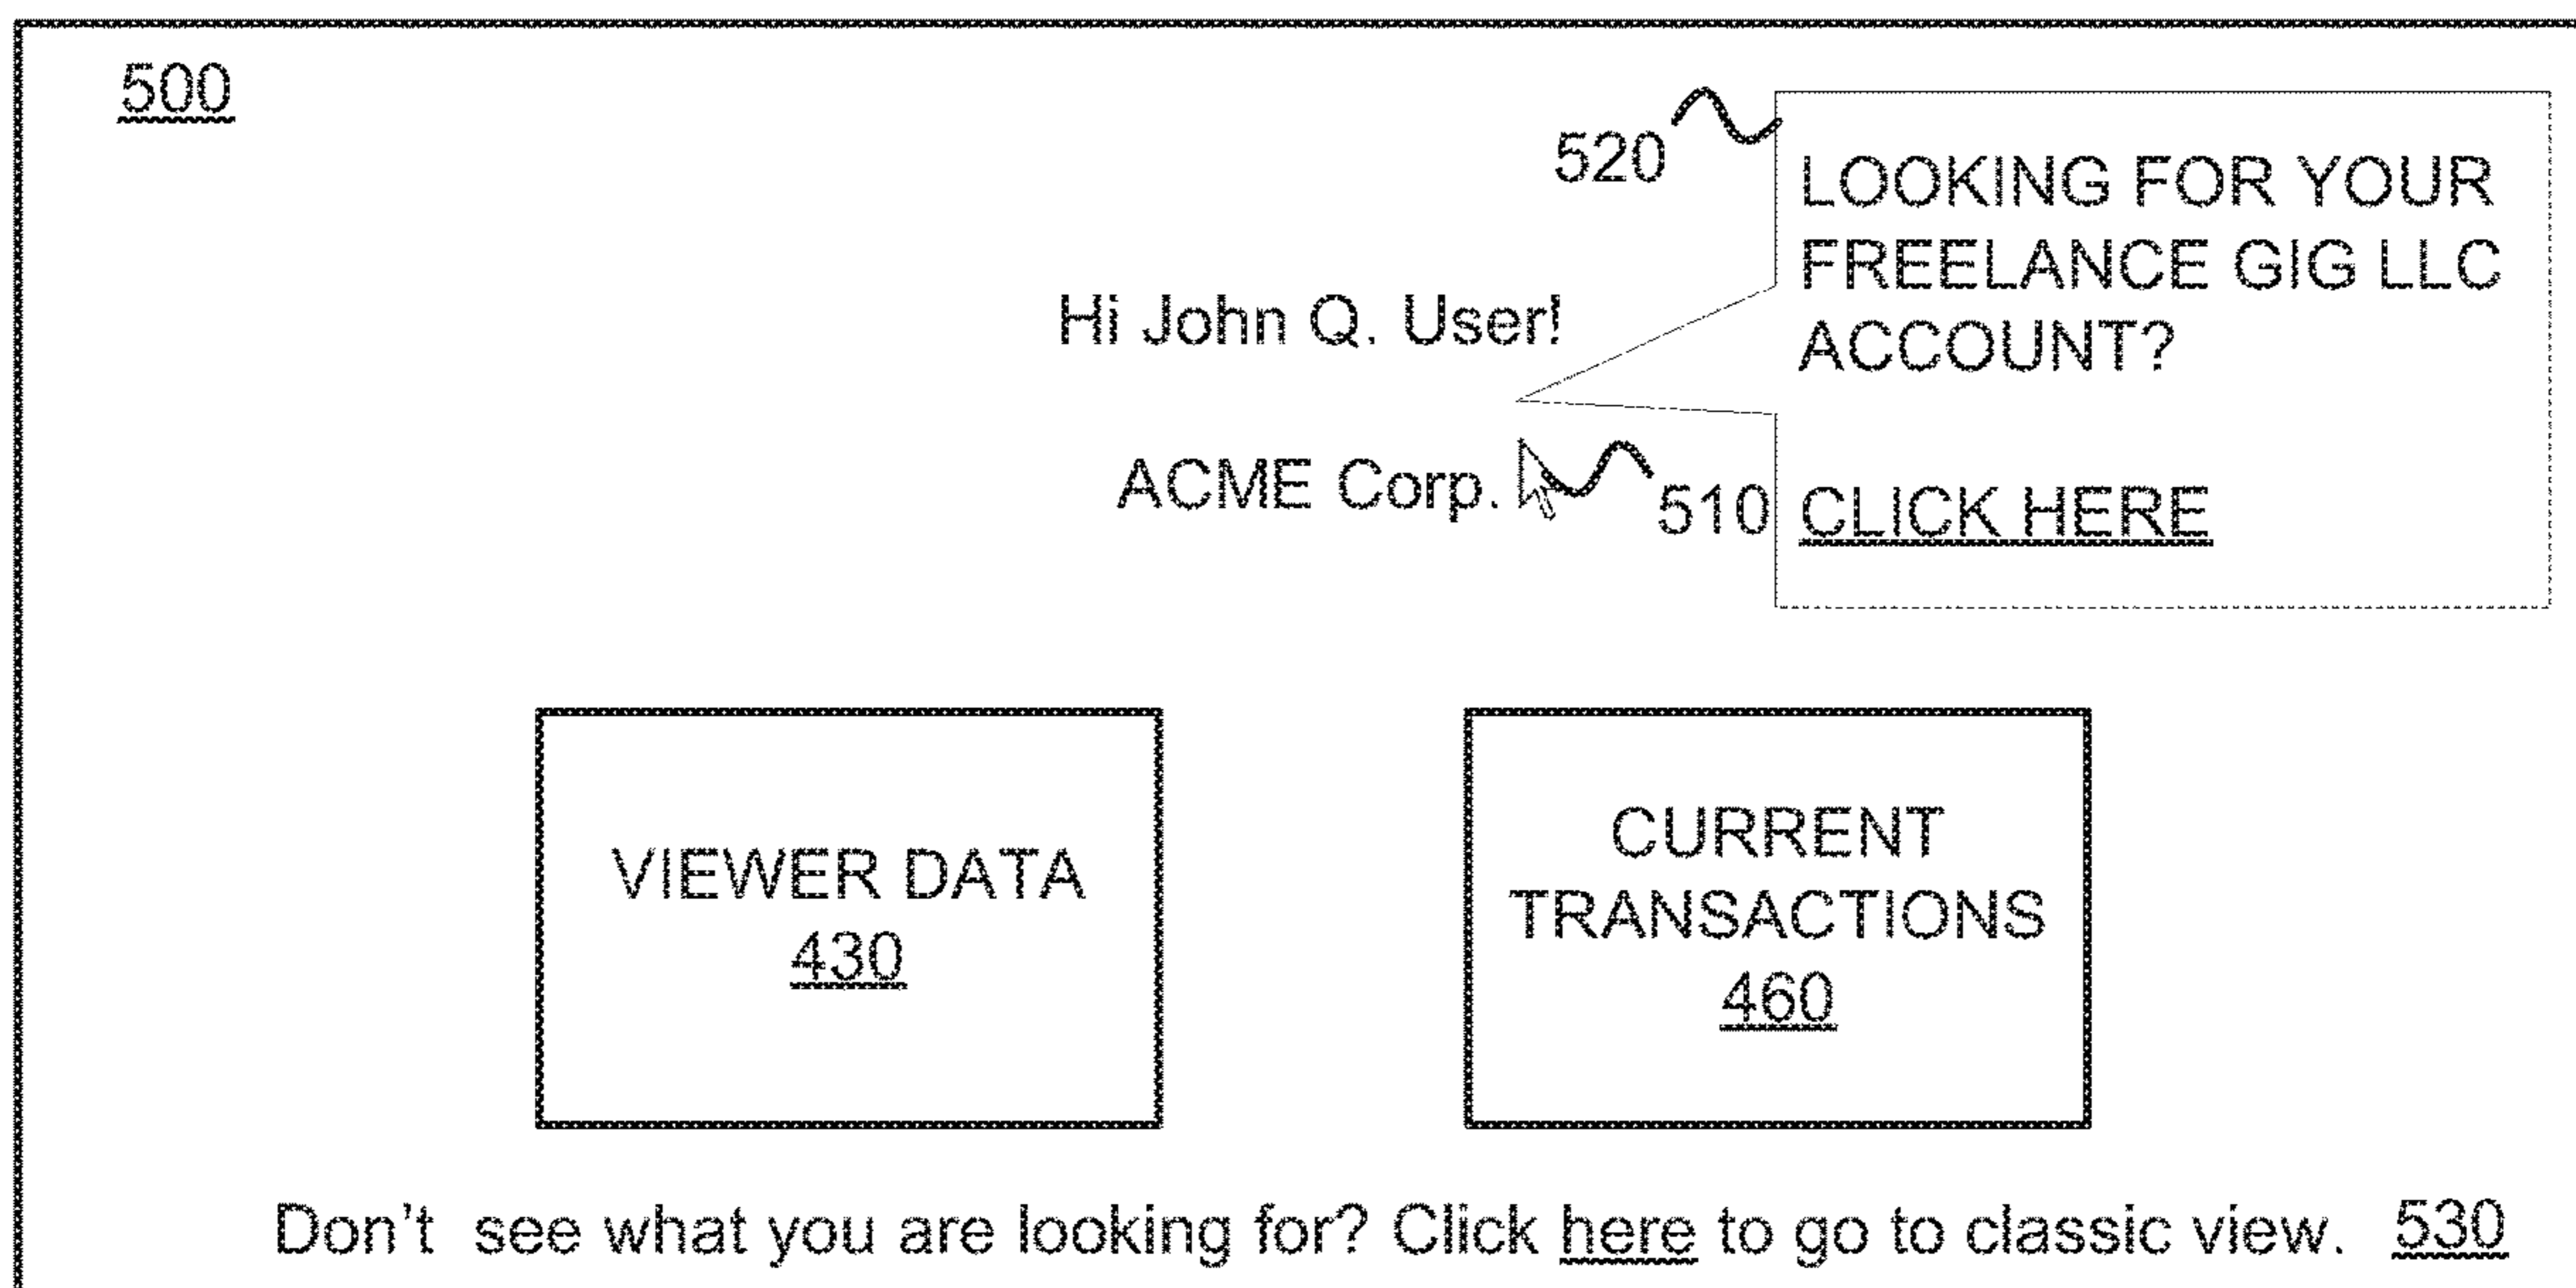 500
520
LOOKING FOR YOUR
FREELANCE GIG LLC
ACCOUNT?
Hi John Q. User!
ACME Corp.
510
CLICK HERE
VIEWER DATA
430
CURRENT
TRANSACTIONS
460
Don't see what you are looking for? Click here to go to classic view. 530